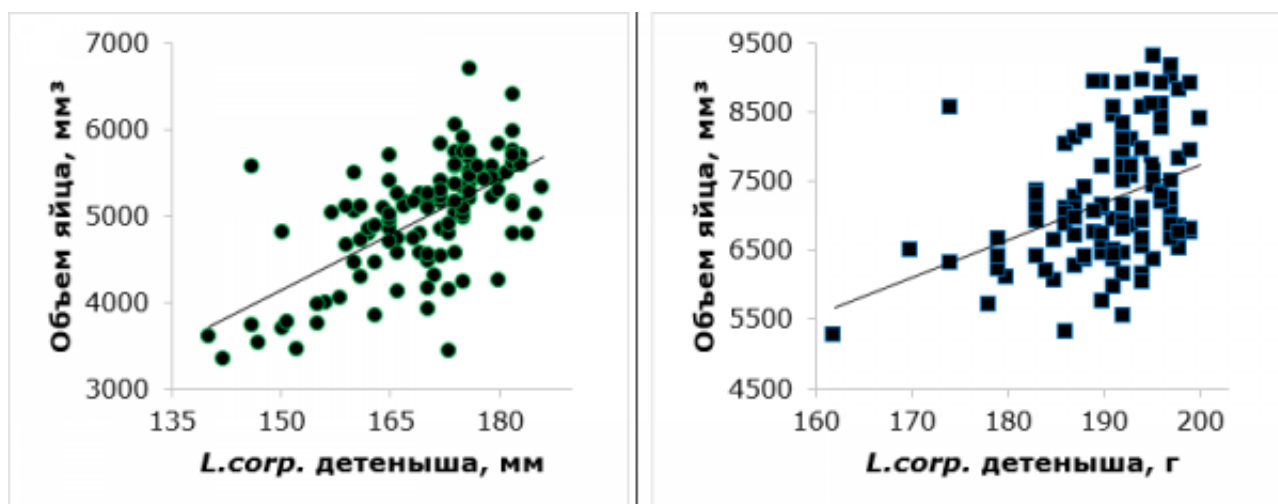 7000
6000
5000
4000
3000
135 150 165 180
Объем яйца, мм³
L.corp. детеныша, мм
9500
8500
7500
6500
5500
4500
160 170 180 190 200
Объем яйца, мм³
L.corp. детеныша, г